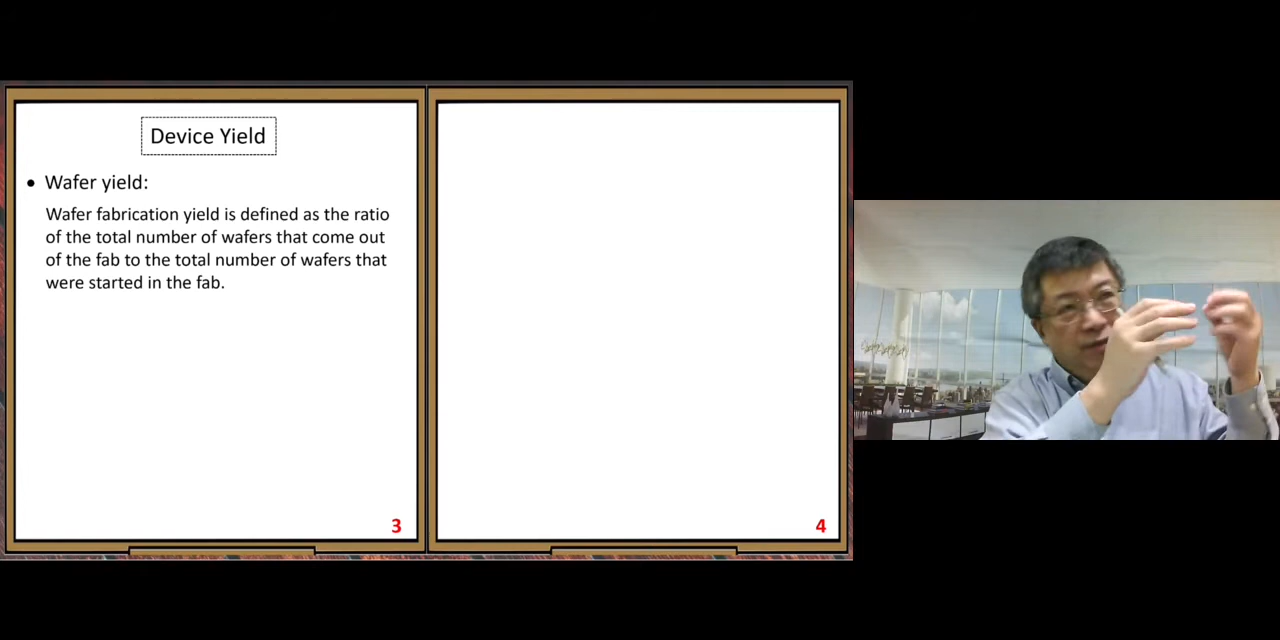 Device Yield
• Wafer yield:
Wafer fabrication yield is defined as the ratio
of the total number of wafers that come out
of the fab to the total number of wafers that
were started in the fab.
3
4